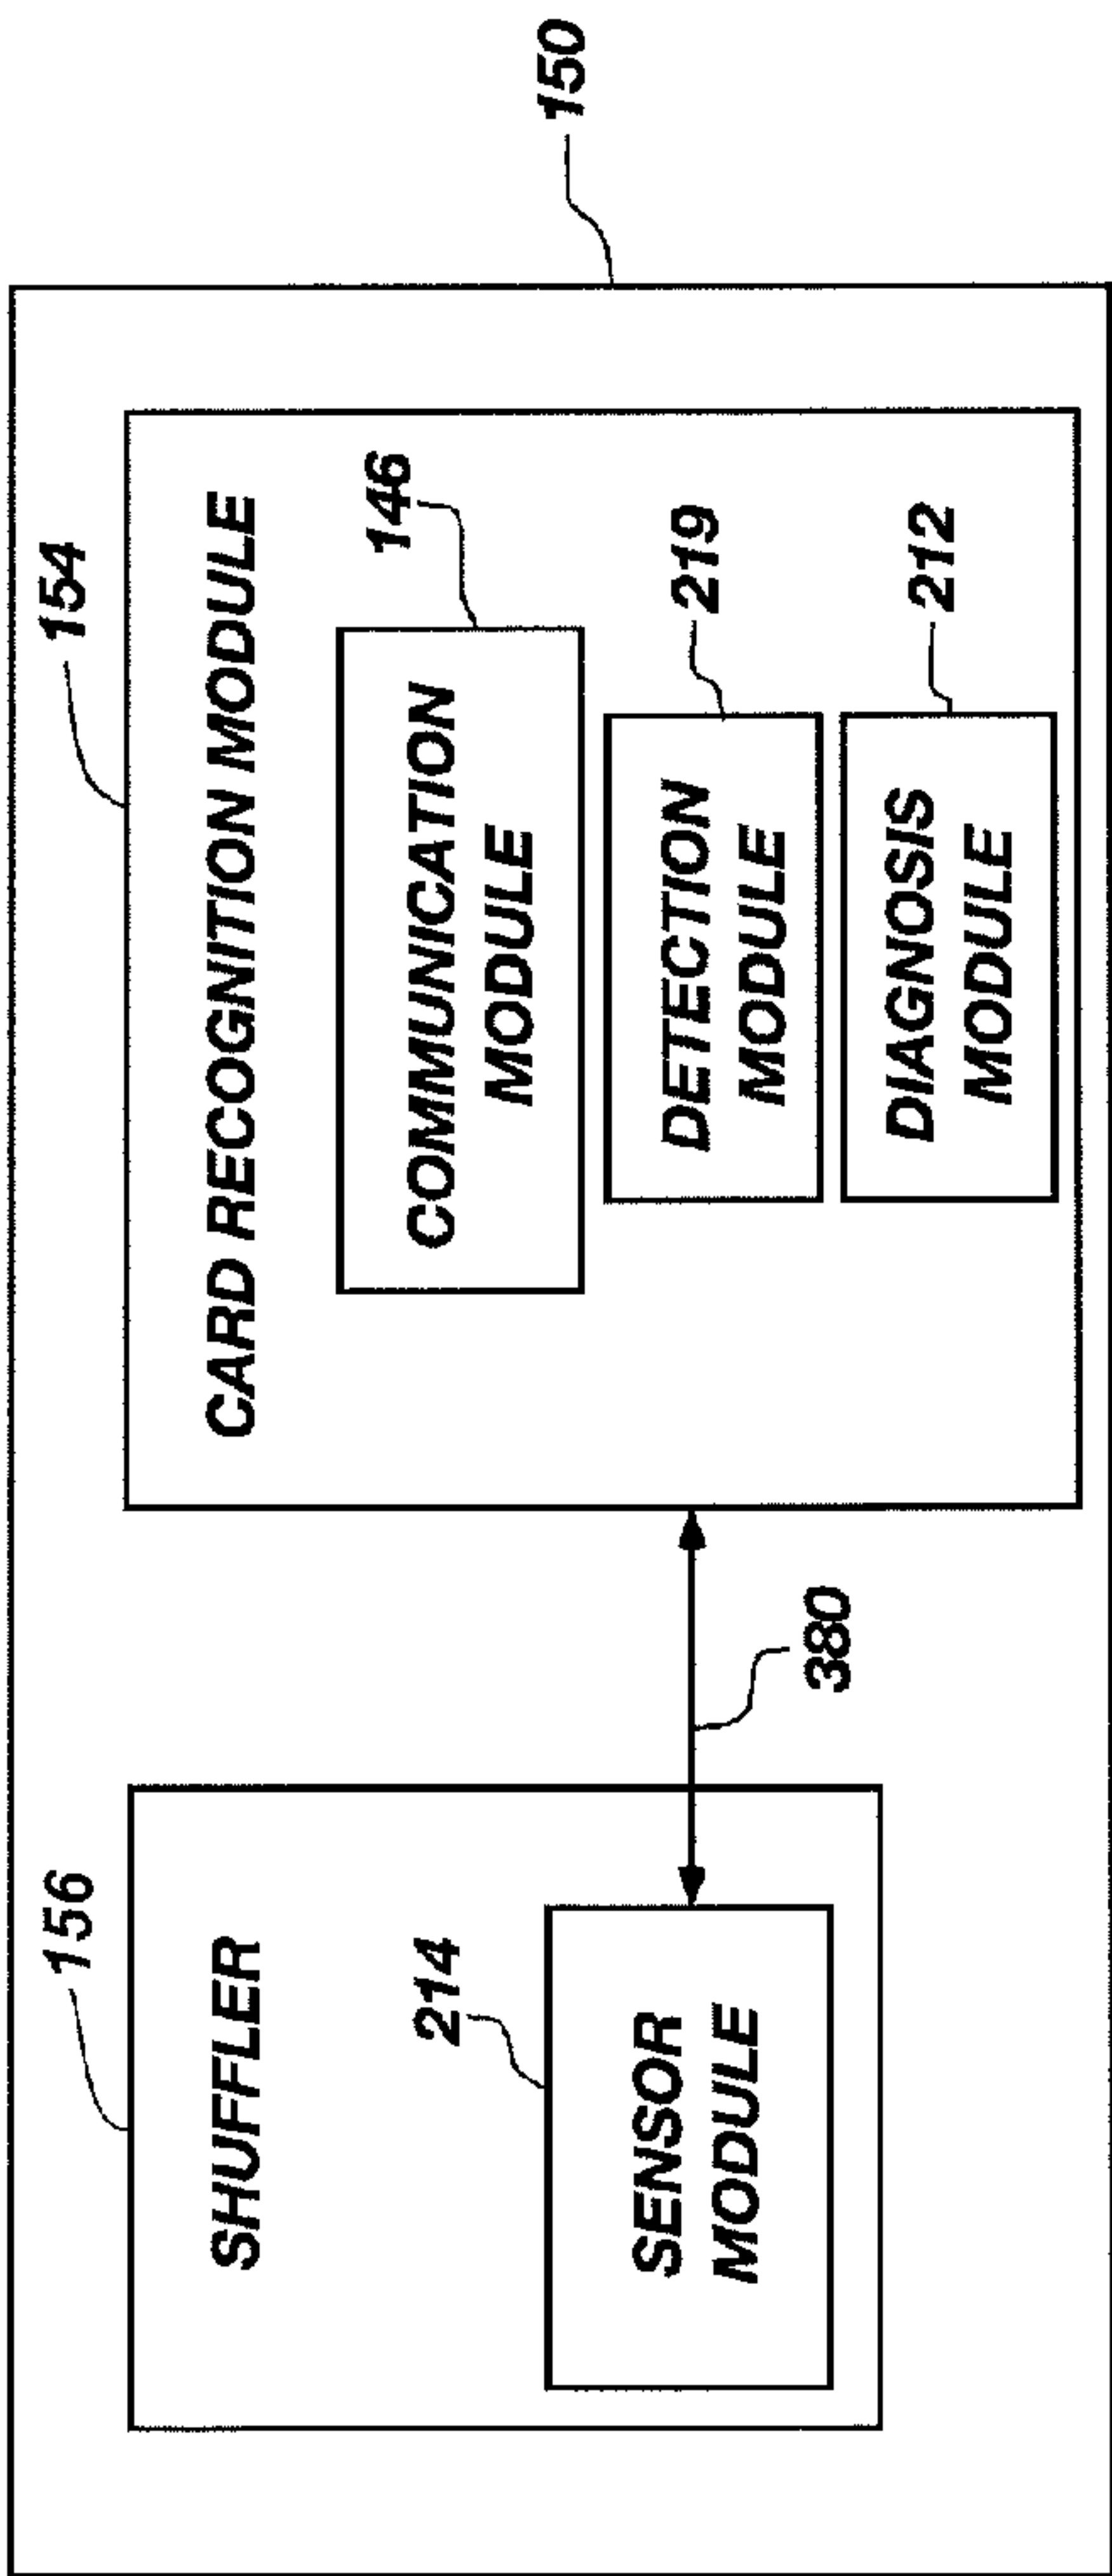 150
156
SHUFFLER
214
SENSOR
MODULE
380
154
CARD RECOGNITION MODULE
146
COMMUNICATION
MODULE
219
DETECTION
MODULE
212
DIAGNOSIS
MODULE